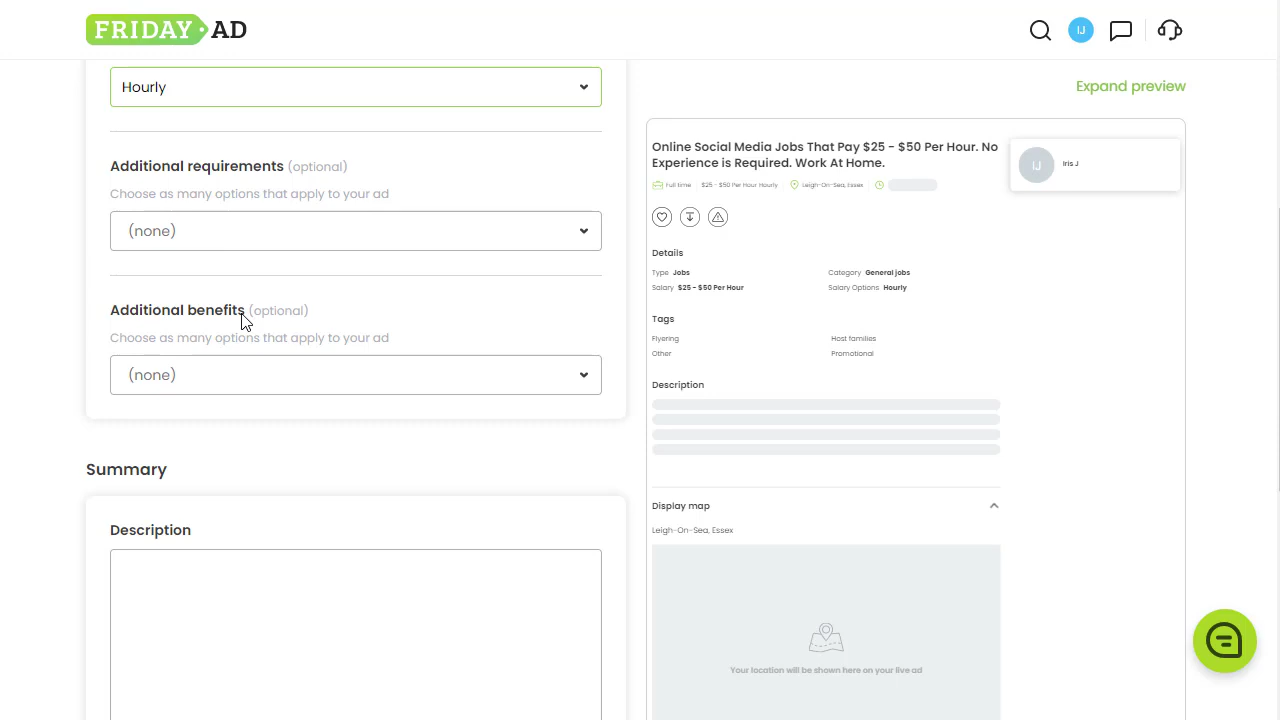 FRIDAY AD
IJ
Hourly
Expand preview
Additional requirements (optional)
Choose as many options that apply to your ad
(none)
Additional benefits (optional)
Choose as many options that apply to your ad
(none)
Summary
Description
Online Social Media Jobs That Pay $25 - $50 Per Hour. No
Experience is Required. Work At Home.
Full time $25 - $50 Per Hour Hourly Leigh-On-Sea, Essex
IJ
Iris J
Details
Type Jobs Category General jobs
Salary $25 - $50 Per Hour Salary Options Hourly
Tags
Flyering Host families
Other Promotional
Description
Display map
Leigh-On-Sea, Essex
Your location will be shown here on your live ad